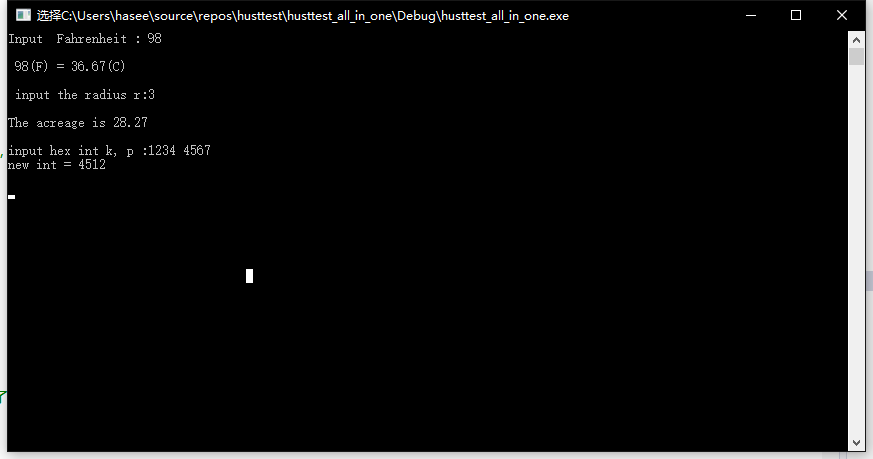 选择C:\Users\hasee\source\repos\husttest\husttest_all_in_one\Debug\husttest_all_in_one.exe
Input  Fahrenheit : 98
98(F) = 36.67(C)
input the radius r:3
The acreage is 28.27
input hex int k, p :1234 4567
new int = 4512